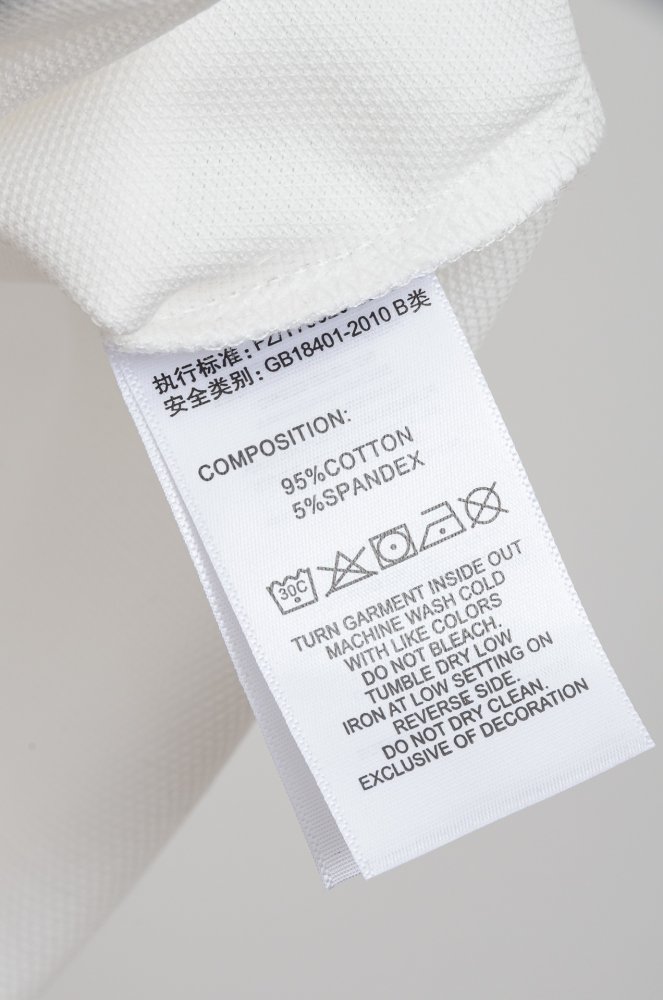 执行标准:
安全类别: GB18401-2010 B类
COMPOSITION:
95%COTTON
5%SPANDEX
30C
TURN GARMENT INSIDE OUT
MACHINE WASH COLD
WITH LIKE COLORS
DO NOT BLEACH.
TUMBLE DRY LOW
IRON AT LOW SETTING ON
REVERSE SIDE.
DO NOT DRY CLEAN.
EXCLUSIVE OF DECORATION